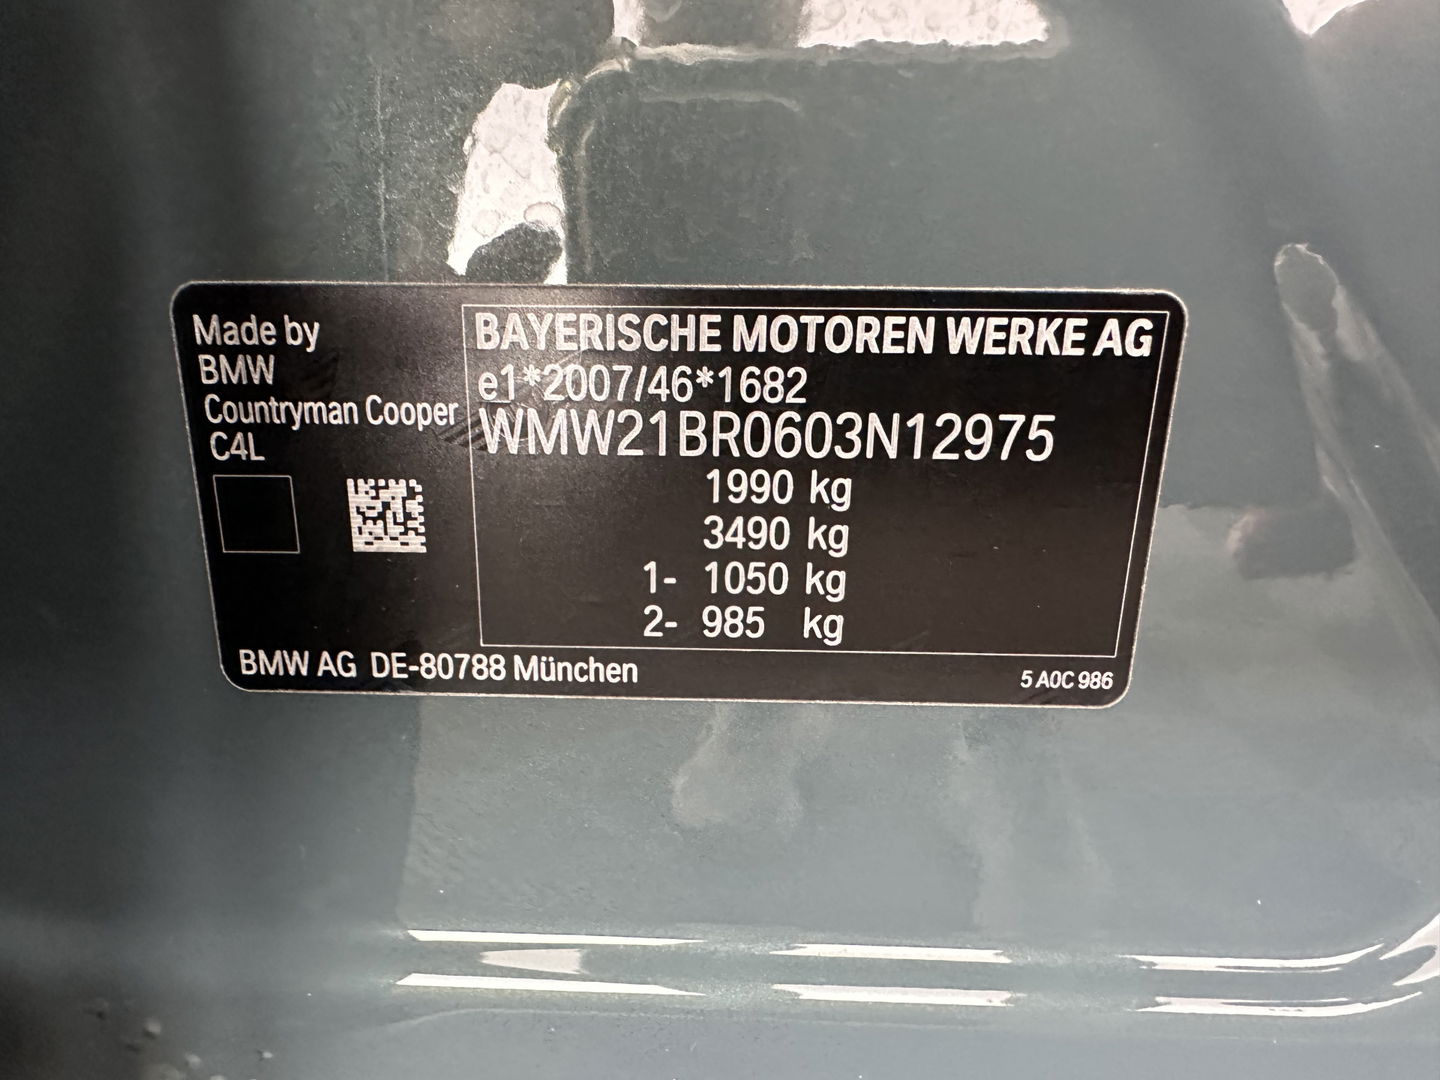 Made by
BMW
Countryman Cooper
C4L
BAYERISCHE MOTOREN WERKE AG
e1*2007/46*1682
WMW21BR0603N12975
1990 kg
3490 kg
1- 1050 kg
2- 985 kg
BMW AG DE-80788 München
5 A0C 986